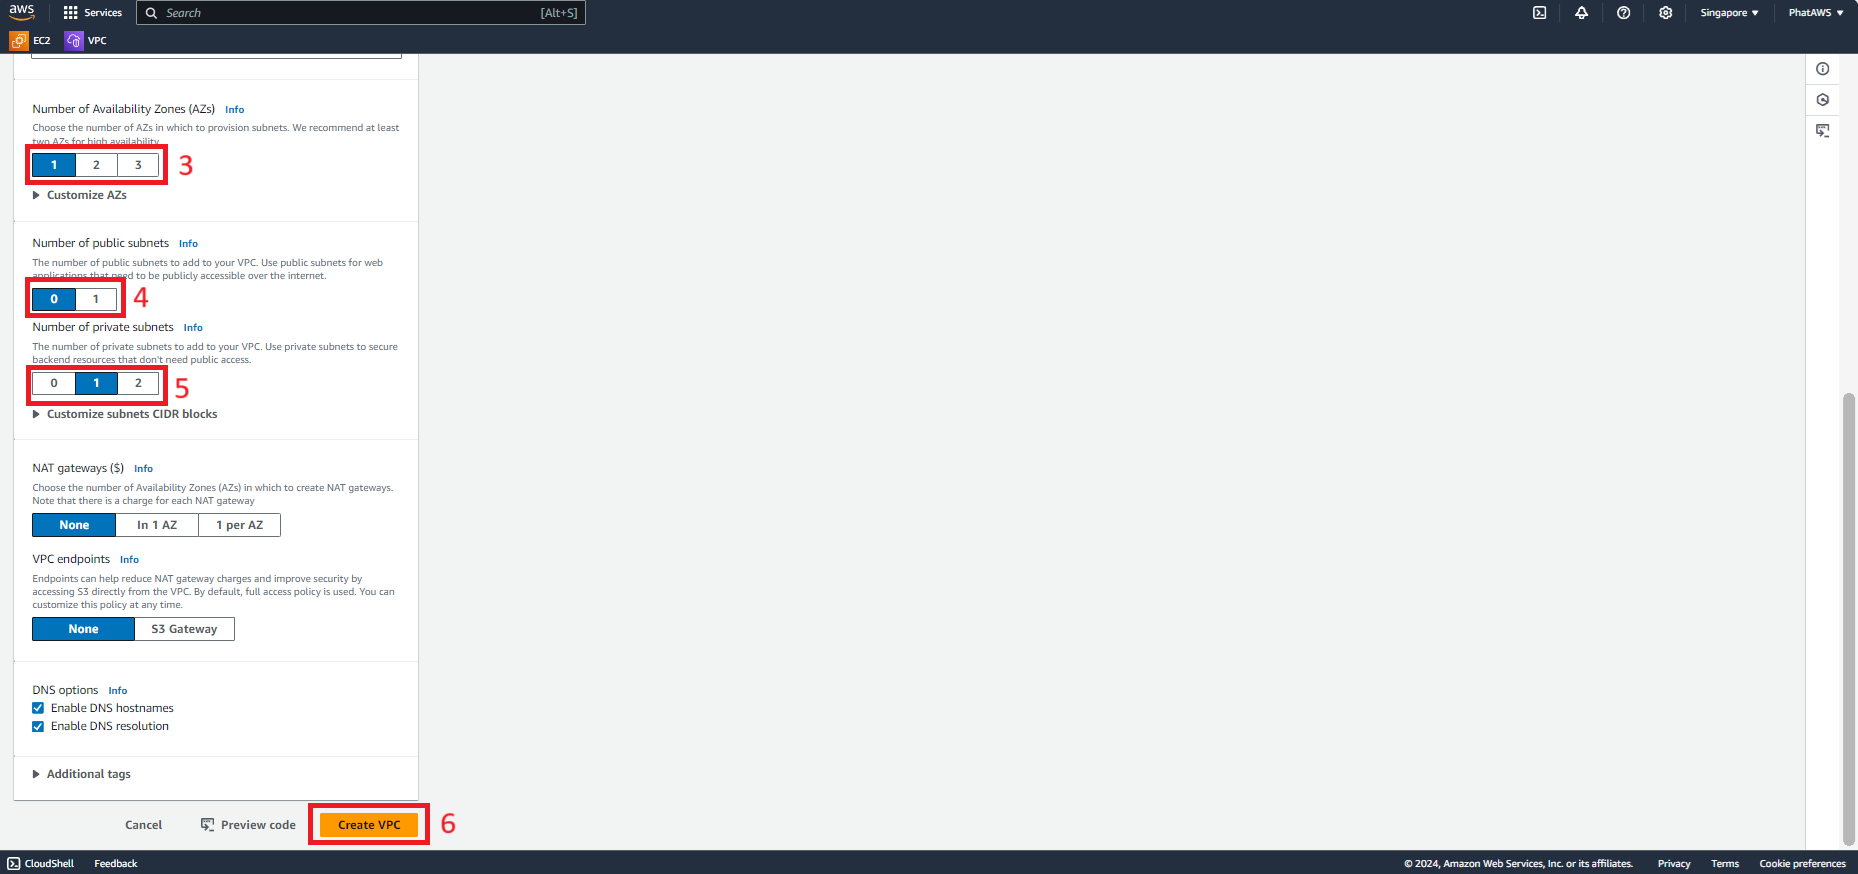 aws
Services
Search
[Alt+S]
Singapore
PhatAWS
EC2
VPC
Number of Availability Zones (AZs) Info
Choose the number of AZs in which to provision subnets. We recommend at least
two AZs for high availability.
1 2 3
3
Customize AZs
Number of public subnets Info
The number of public subnets to add to your VPC. Use public subnets for web
applications that need to be publicly accessible over the internet.
0 1
4
Number of private subnets Info
The number of private subnets to add to your VPC. Use private subnets to secure
backend resources that don't need public access.
0 1 2
5
Customize subnets CIDR blocks
NAT gateways ($) Info
Choose the number of Availability Zones (AZs) in which to create NAT gateways.
Note that there is a charge for each NAT gateway
None In 1 AZ 1 per AZ
VPC endpoints Info
Endpoints can help reduce NAT gateway charges and improve security by
accessing S3 directly from the VPC. By default, full access policy is used. You can
customize this policy at any time.
None S3 Gateway
DNS options Info
Enable DNS hostnames
Enable DNS resolution
Additional tags
Cancel Preview code Create VPC
6
CloudShell Feedback © 2024, Amazon Web Services, Inc. or its affiliates. Privacy Terms Cookie preferences